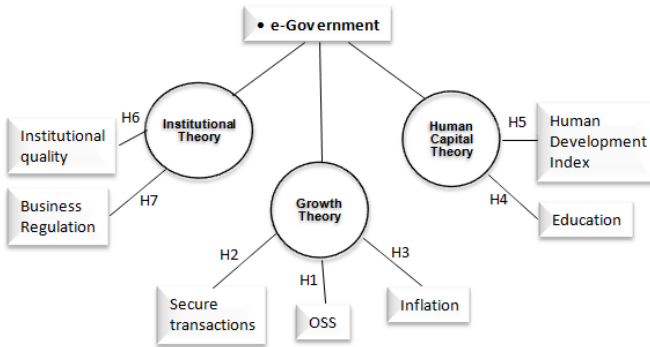 • e-Government
Institutional
Theory
Human
Capital
Theory
Growth
Theory
H6
Institutional
quality
H7
Business
Regulation
H5
Human
Development
Index
H4
Education
H2
Secure
transactions
H1
OSS
H3
Inflation